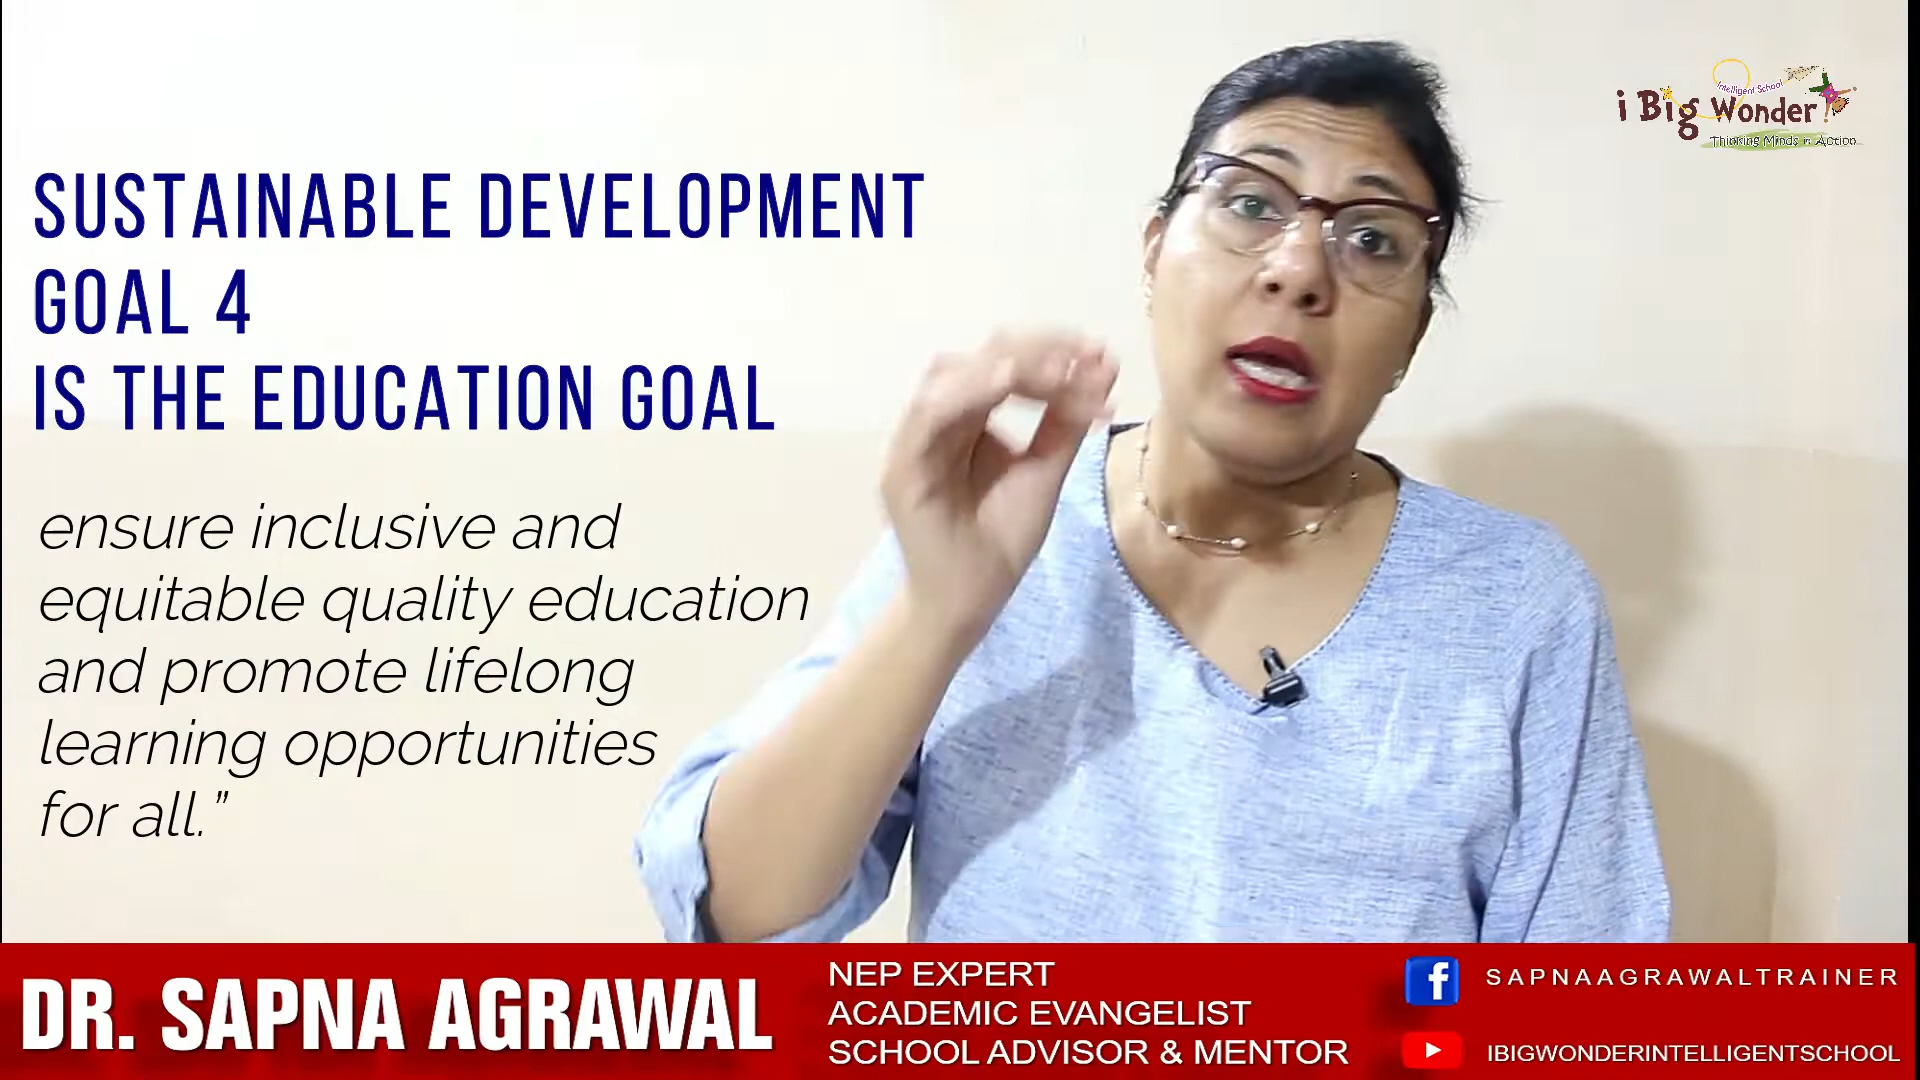 Intelligent School
i Big Wonder
Thinking Minds in Action
SUSTAINABLE DEVELOPMENT
GOAL 4
IS THE EDUCATION GOAL
ensure inclusive and
equitable quality education
and promote lifelong
learning opportunities
for all.”
DR. SAPNA AGRAWAL
NEP EXPERT
ACADEMIC EVANGELIST
SCHOOL ADVISOR & MENTOR
f SAPNAAGRAWALTRAINER
IBIGWONDERINTELLIGENTSCHOOL